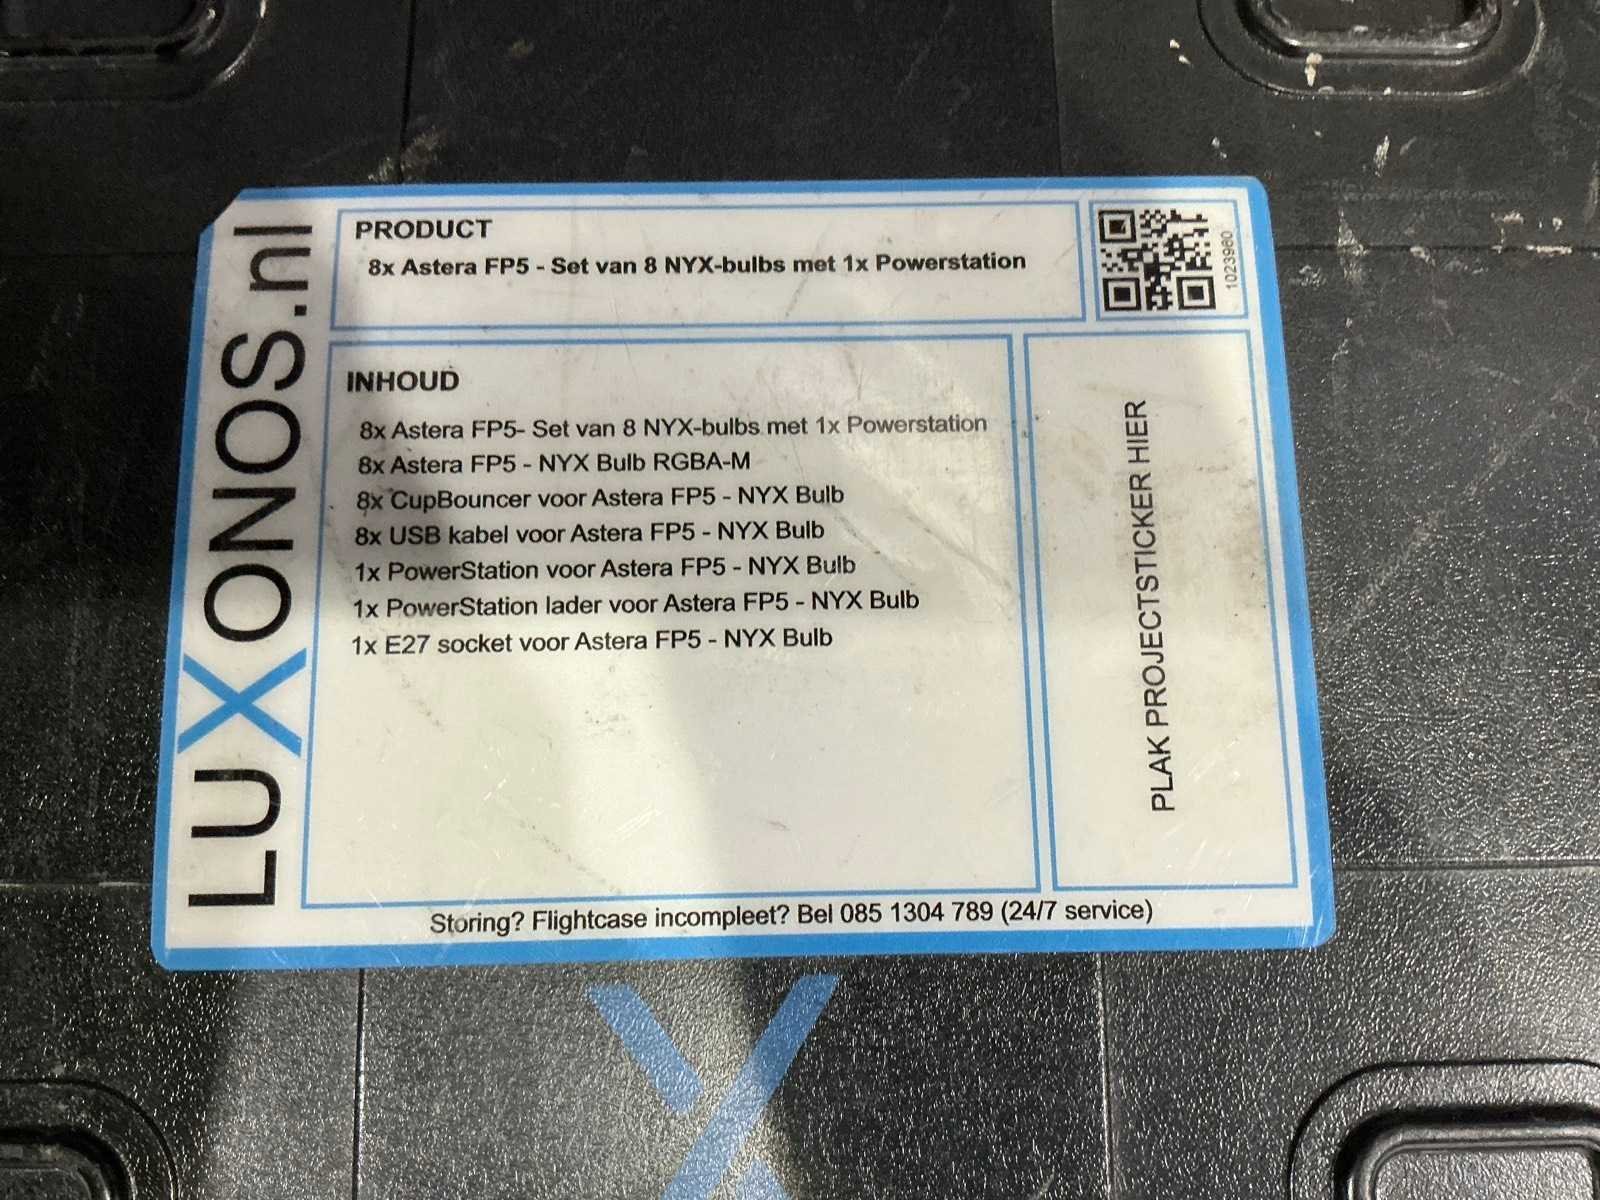 LUXONOS.nl
PRODUCT
8x Astera FP5 - Set van 8 NYX-bulbs met 1x Powerstation
1023960
INHOUD
8x Astera FP5- Set van 8 NYX-bulbs met 1x Powerstation
8x Astera FP5 - NYX Bulb RGBA-M
8x CupBouncer voor Astera FP5 - NYX Bulb
8x USB kabel voor Astera FP5 - NYX Bulb
1x PowerStation voor Astera FP5 - NYX Bulb
1x PowerStation lader voor Astera FP5 - NYX Bulb
1x E27 socket voor Astera FP5 - NYX Bulb
PLAK PROJECTSTICKER HIER
Storing? Flightcase incompleet? Bel 085 1304 789 (24/7 service)
X